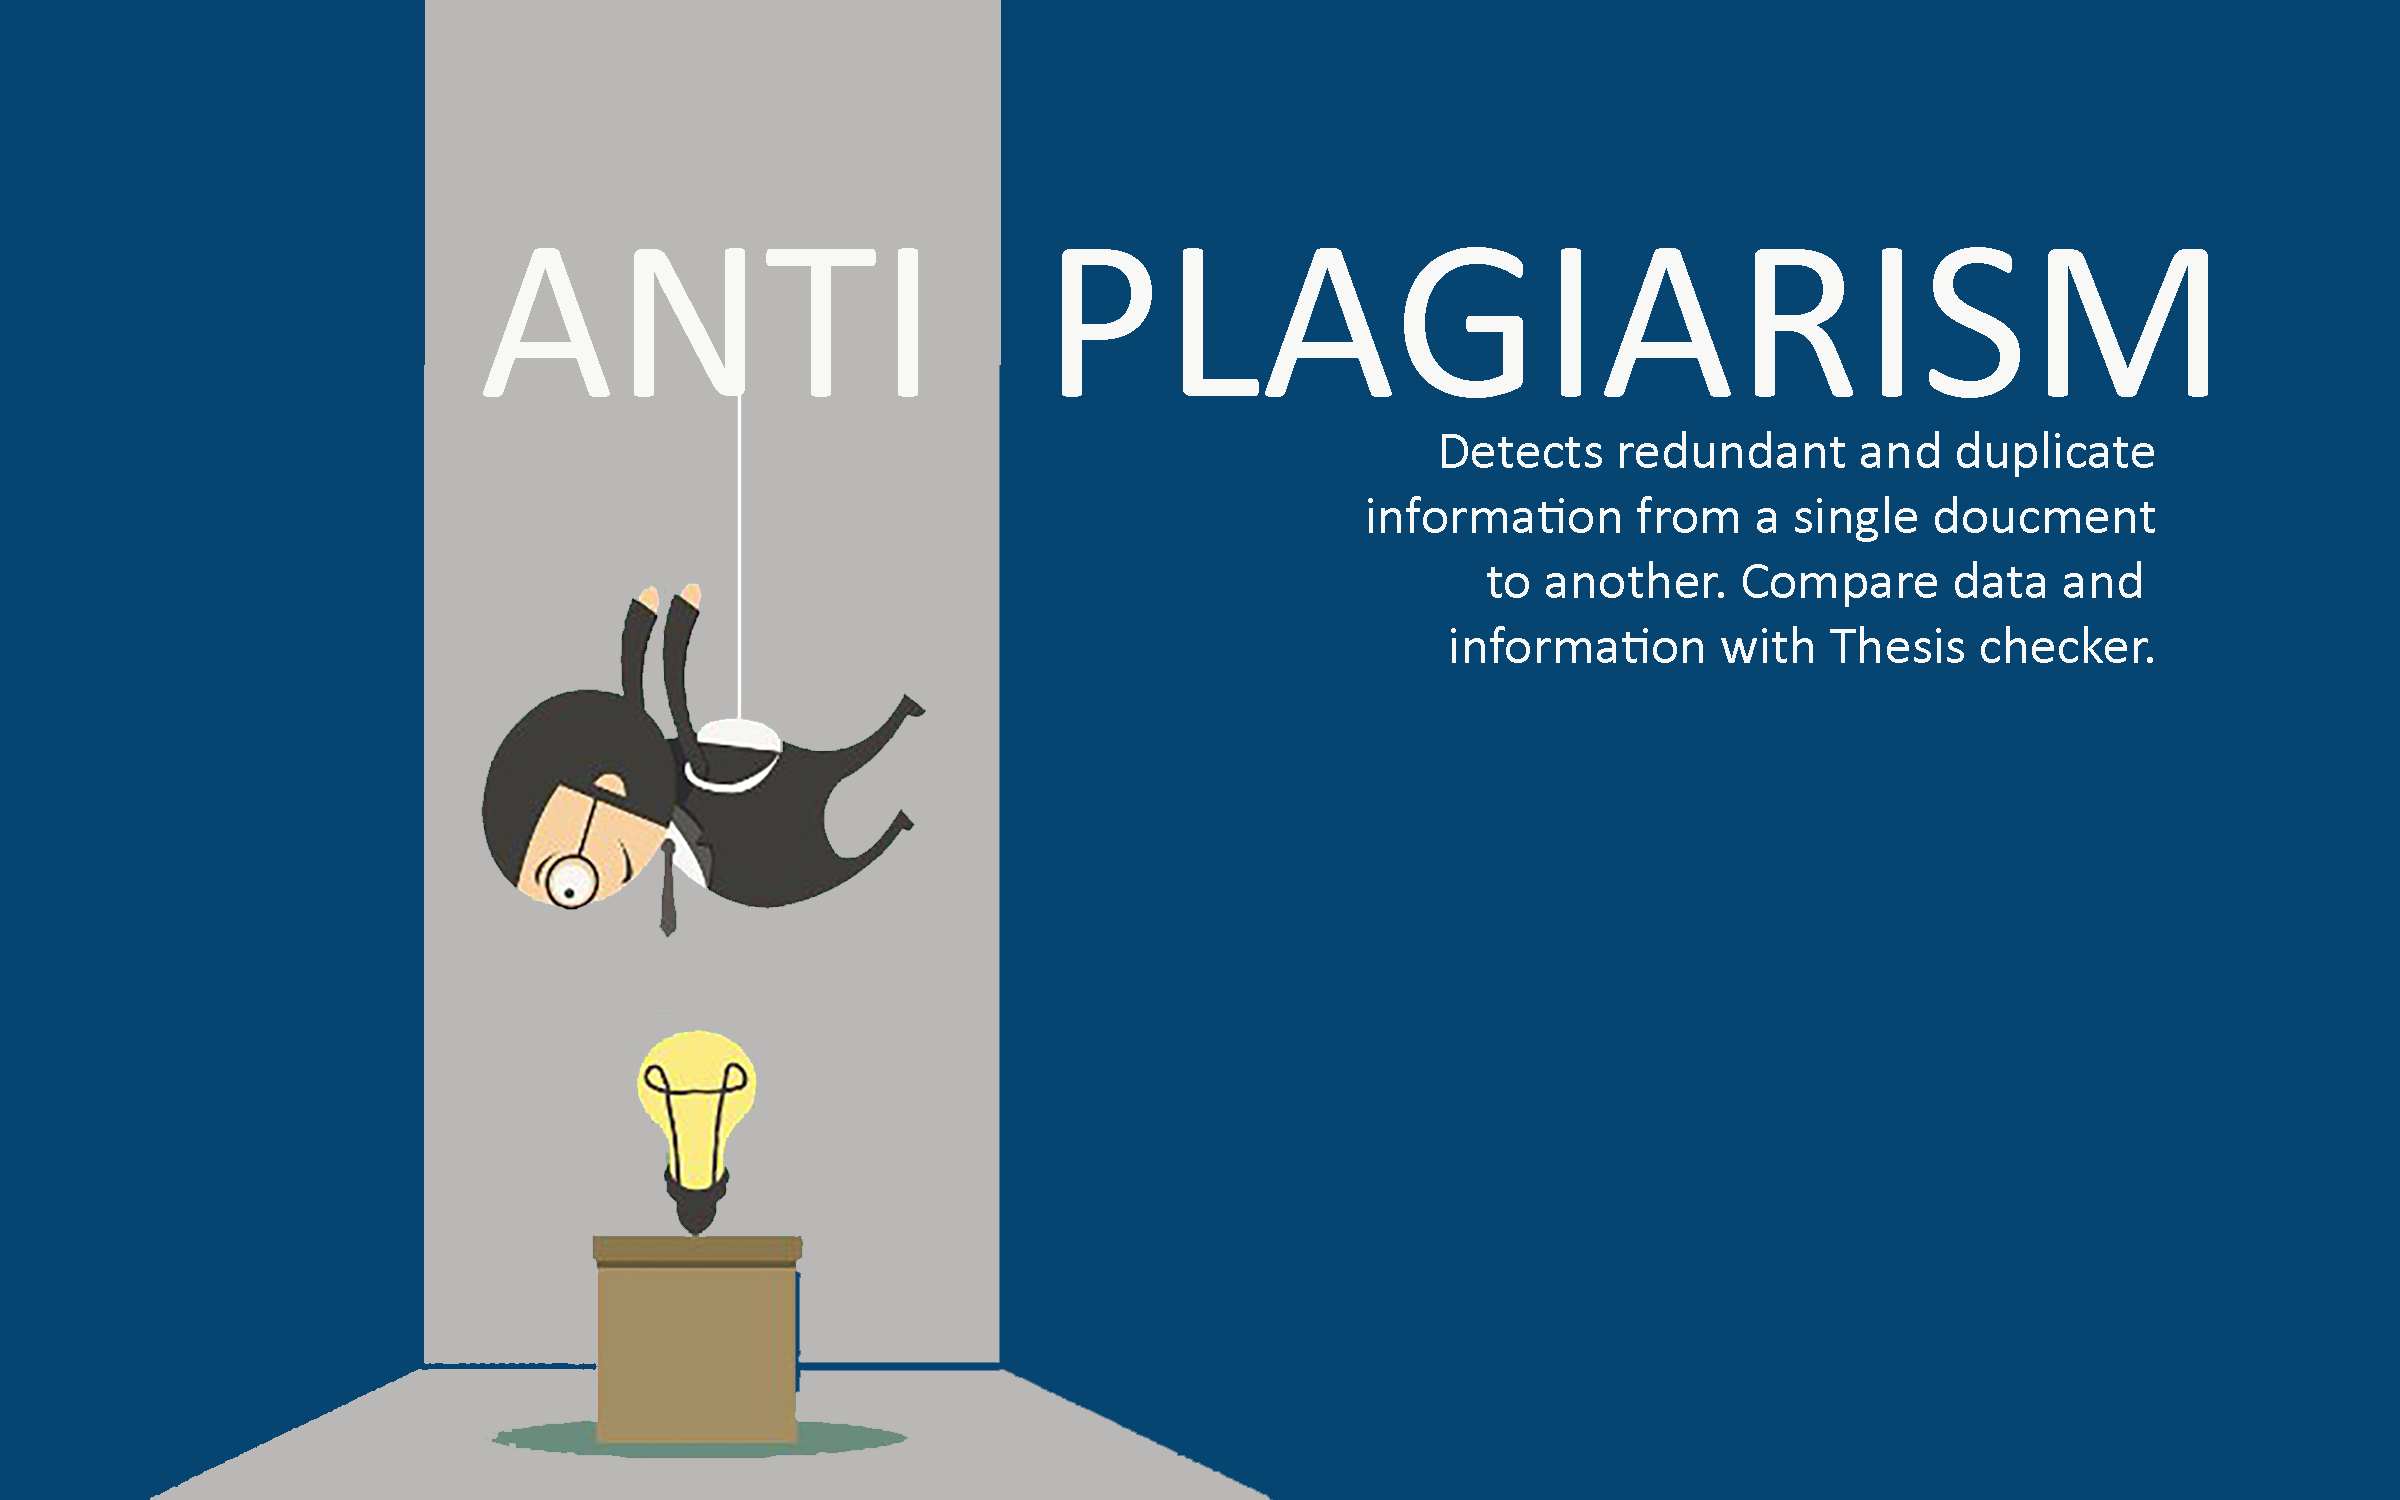 ANTI PLAGIARISM
Detects redundant and duplicate
information from a single doucment
to another. Compare data and
information with Thesis checker.